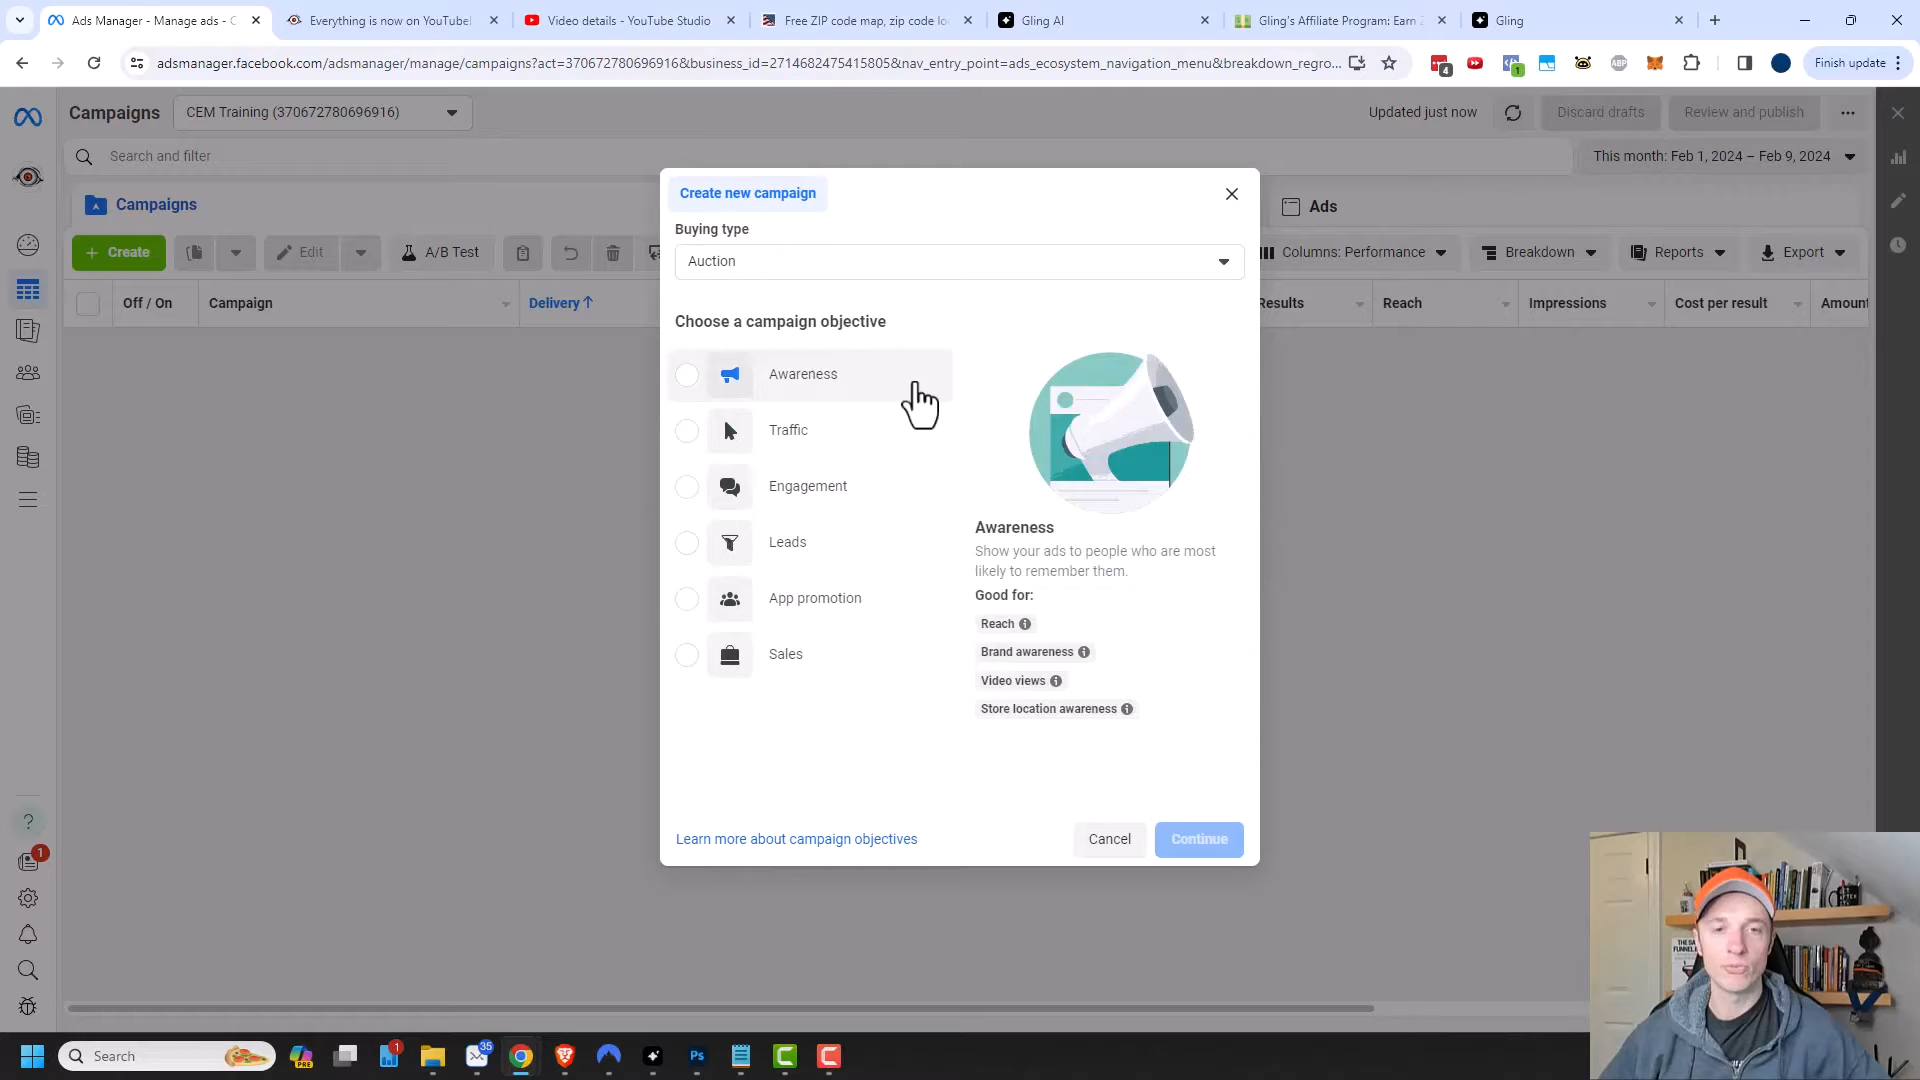 Ads Manager - Manage ads - C
Everything is now on YouTube!
Video details - YouTube Studio
Free ZIP code map, zip code lo
Gling AI
Gling's Affiliate Program: Earn
Gling
adsmanager.facebook.com/adsmanager/manage/campaigns?act=370672780696916&business_id=271468247541580​5&nav_entry_point=ads_ecosystem_navigation_menu&breakdown_regro...
4
1
ABP
Finish update
Campaigns
CEM Training (370672780696916)
Updated just now
Discard drafts
Review and publish
Search and filter
This month: Feb 1, 2024 – Feb 9, 2024
Create new campaign
Campaigns
Ads
Buying type
Create
Edit
A/B Test
Auction
Columns: Performance
Breakdown
Reports
Export
Off / On
Campaign
Delivery ↑
Results
Reach
Impressions
Cost per result
Amount
Choose a campaign objective
Awareness
Traffic
Engagement
Leads
App promotion
Sales
Awareness
Show your ads to people who are most
likely to remember them.
Good for:
Reach
Brand awareness
Video views
Store location awareness
Learn more about campaign objectives
Cancel
Continue
1
Search
PRE
1
35
Ps